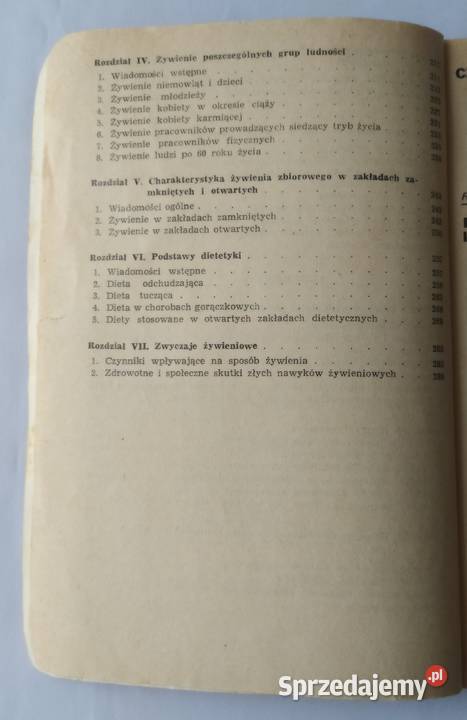 Rozdział IV. Żywienie poszczególnych grup ludności
1. Wiadomości wstępne
2. Żywienie niemowląt i dzieci
3. Żywienie młodzieży
4. Żywienie kobiety w okresie ciąży
5. Żywienie kobiety karmiącej
6. Żywienie pracowników prowadzących siedzący tryb życia
7. Żywienie pracowników fizycznych
8. Żywienie ludzi po 60 roku życia
Rozdział V. Charakterystyka żywienia zbiorowego w zakładach za-
mkniętych i otwartych
1. Wiadomości ogólne
2. Żywienie w zakładach zamkniętych
3. Żywienie w zakładach otwartych
Rozdział VI. Podstawy dietetyki
1. Wiadomości wstępne
2. Dieta odchudzająca
3. Dieta tucząca
4. Dieta w chorobach gorączkowych
5. Diety stosowane w otwartych zakładach dietetycznych
Rozdział VII. Zwyczaje żywieniowe
1. Czynniki wpływające na sposób żywienia
2. Zdrowotne i społeczne skutki złych nawyków żywieniowych
Sprzedajemy.pl